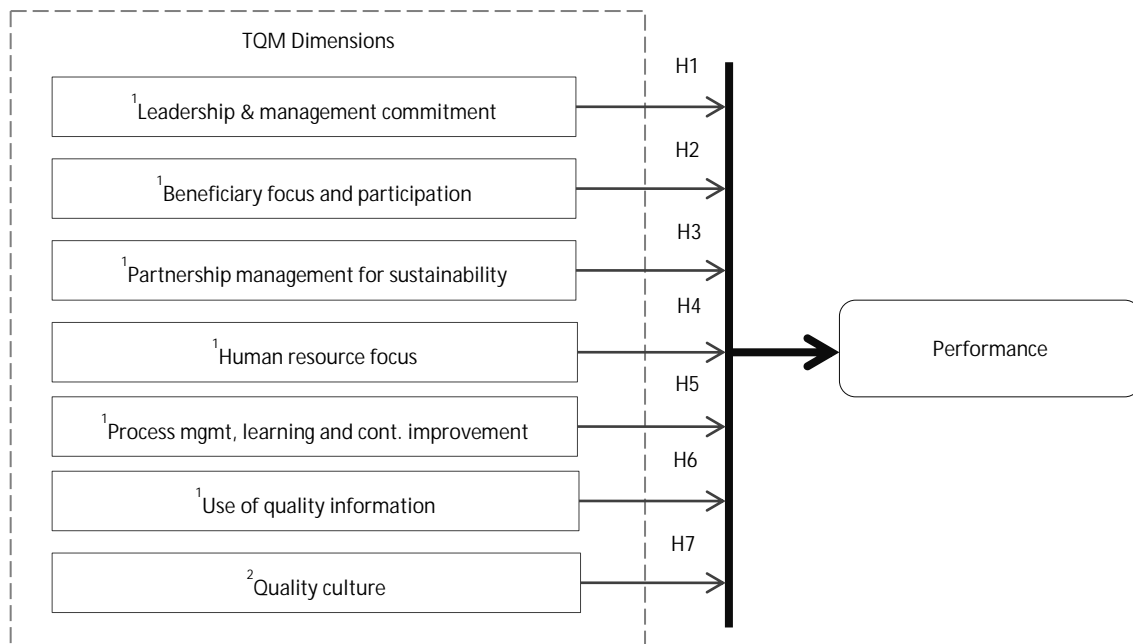 TQM Dimensions
H1
¹Leadership & management commitment
H2
¹Beneficiary focus and participation
H3
¹Partnership management for sustainability
H4
¹Human resource focus
Performance
H5
¹Process mgmt, learning and cont. improvement
H6
¹Use of quality information
H7
²Quality culture